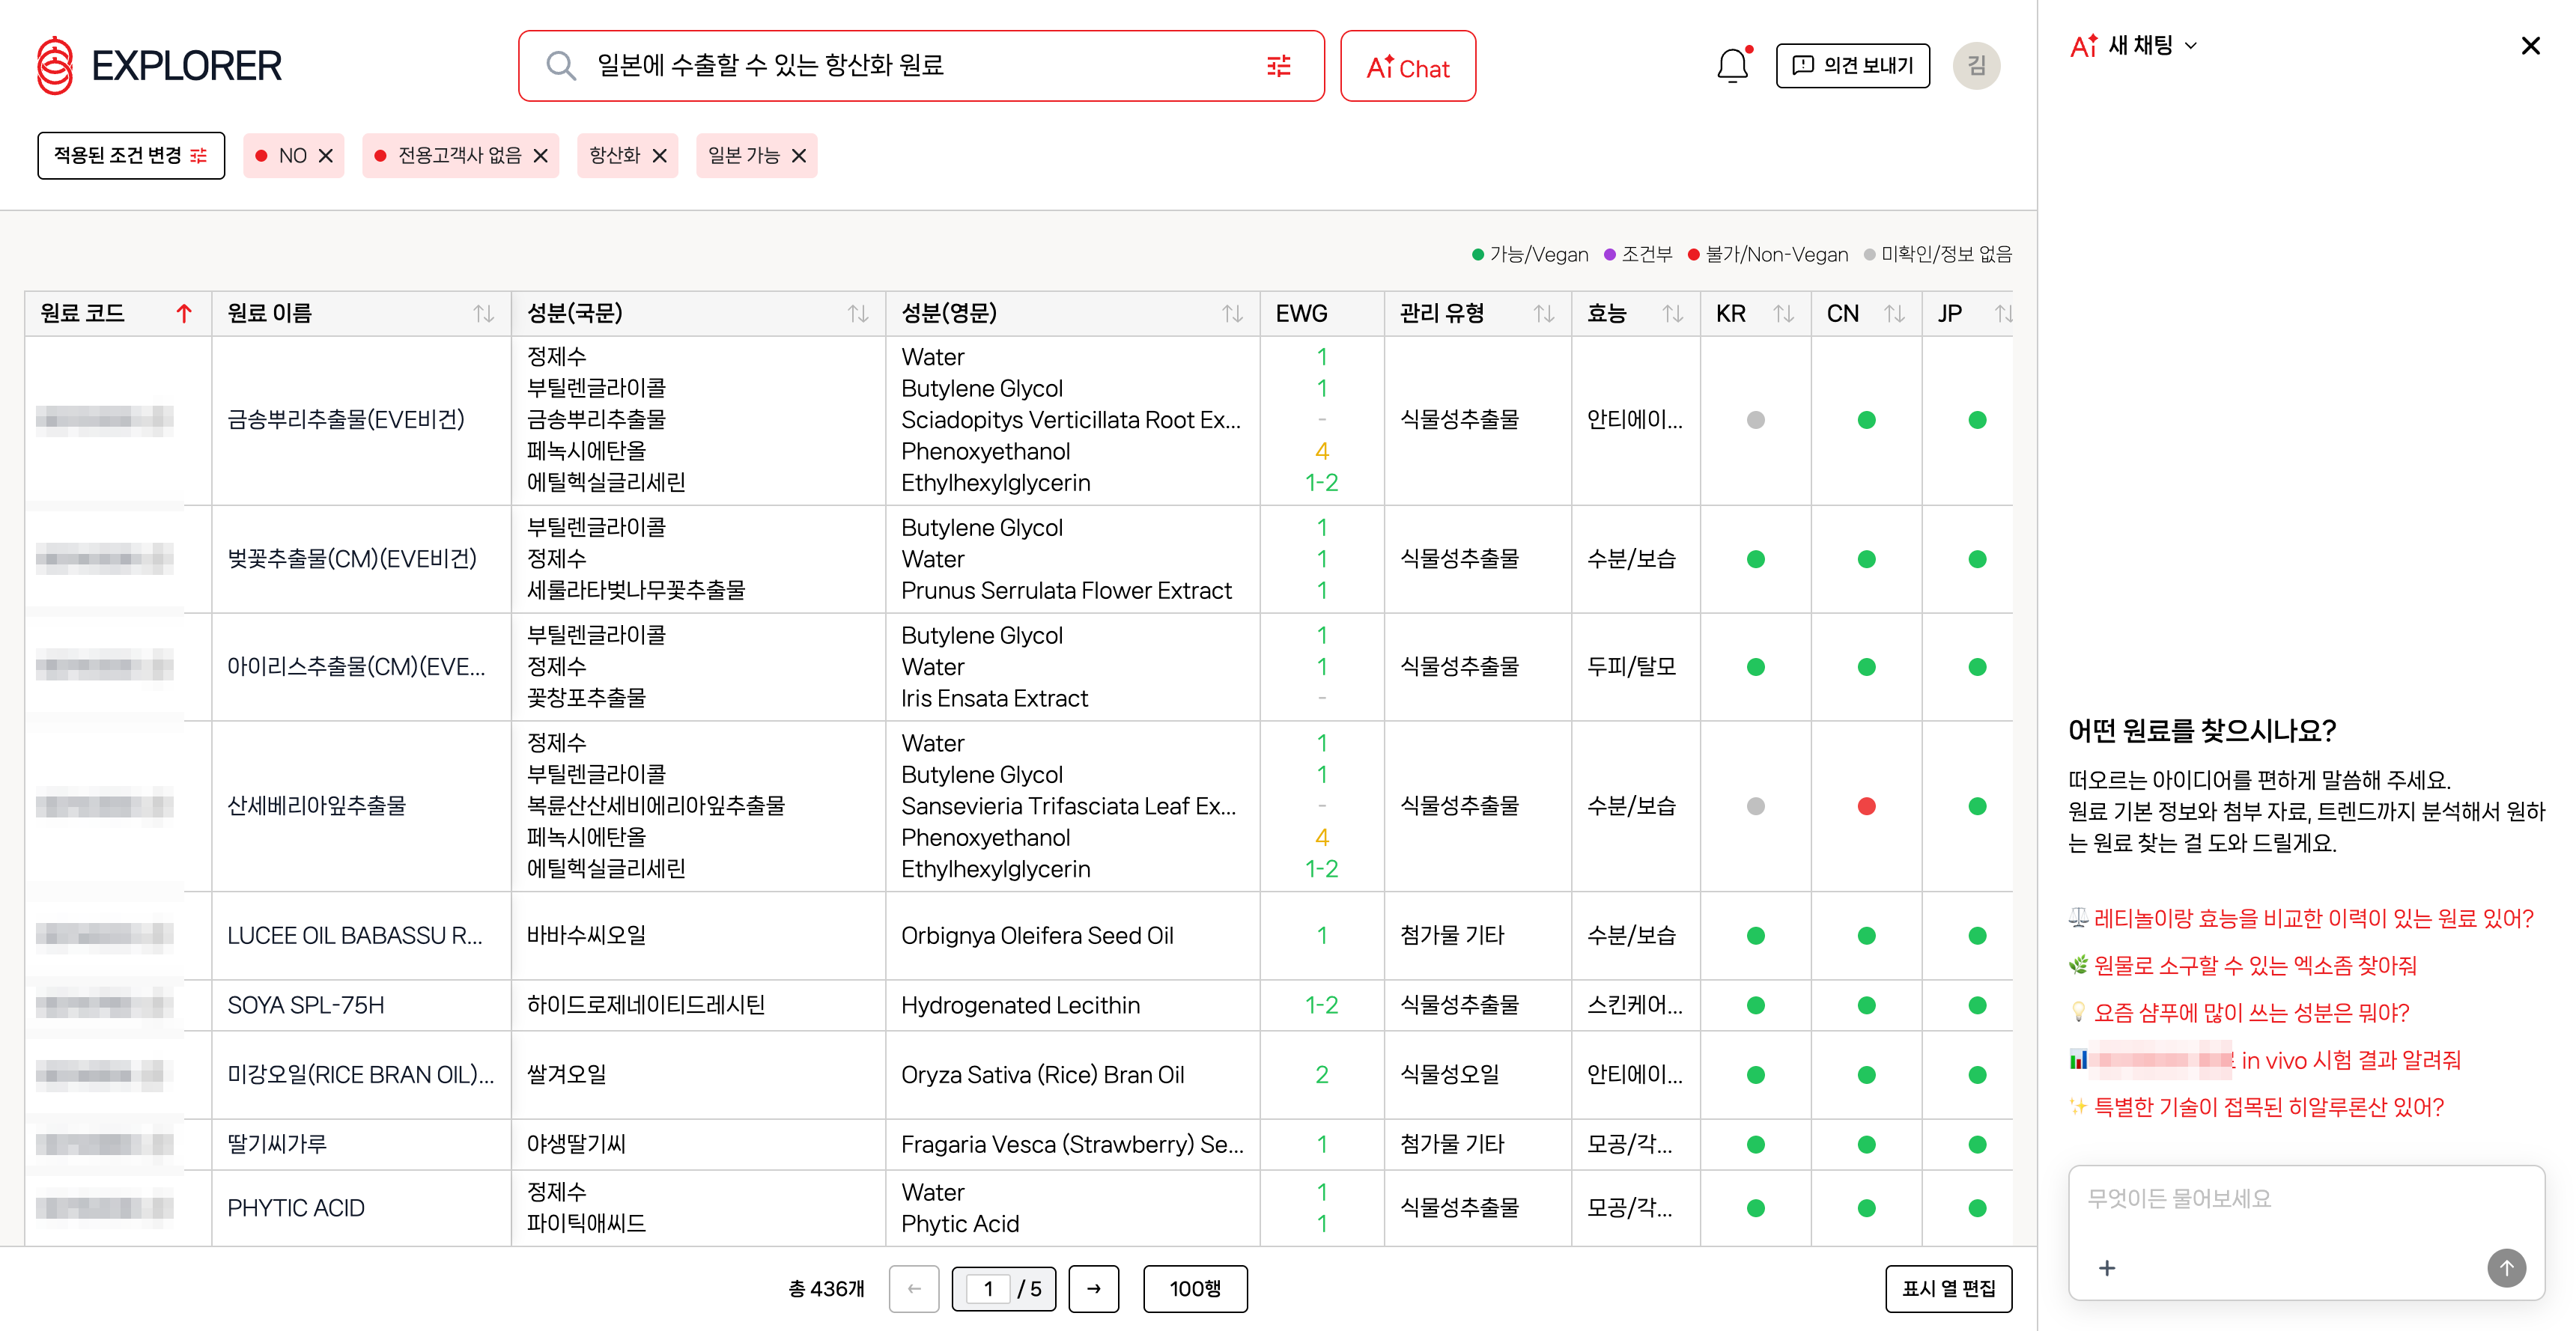 EXPLORER
일본에 수출할 수 있는 항산화 원료
Ai Chat
의견 보내기
김
적용된 조건 변경
NO
전용고객사 없음
항산화
일본 가능
가능/Vegan 조건부 불가/Non-Vegan 미확인/정보 없음
원료 코드 원료 이름 성분(국문) 성분(영문) EWG 관리 유형 효능 KR CN JP
금송뿌리추출물(EVE비건)
정제수
부틸렌글라이콜
금송뿌리추출물
페녹시에탄올
에틸헥실글리세린
Water
Butylene Glycol
Sciadopitys Verticillata Root Ex...
Phenoxyethanol
Ethylhexylglycerin
1
1
-
4
1-2
식물성추출물
안티에이...
벚꽃추출물(CM)(EVE비건)
부틸렌글라이콜
정제수
세룰라타벚나무꽃추출물
Butylene Glycol
Water
Prunus Serrulata Flower Extract
1
1
1
식물성추출물
수분/보습
아이리스추출물(CM)(EVE...
부틸렌글라이콜
정제수
꽃창포추출물
Butylene Glycol
Water
Iris Ensata Extract
1
1
-
식물성추출물
두피/탈모
산세베리아잎추출물
정제수
부틸렌글라이콜
복륜산산세비에리아잎추출물
페녹시에탄올
에틸헥실글리세린
Water
Butylene Glycol
Sansevieria Trifasciata Leaf Ex...
Phenoxyethanol
Ethylhexylglycerin
1
1
-
4
1-2
식물성추출물
수분/보습
LUCEE OIL BABASSU R...
바바수씨오일
Orbignya Oleifera Seed Oil
1
첨가물 기타
수분/보습
SOYA SPL-75H
하이드로제네이티드레시틴
Hydrogenated Lecithin
1-2
식물성추출물
스킨케어...
미강오일(RICE BRAN OIL)...
쌀겨오일
Oryza Sativa (Rice) Bran Oil
2
식물성오일
안티에이...
딸기씨가루
야생딸기씨
Fragaria Vesca (Strawberry) Se...
1
첨가물 기타
모공/각...
PHYTIC ACID
정제수
파이틱애씨드
Water
Phytic Acid
1
1
식물성추출물
모공/각...
총 436개
1 / 5
100행
표시 열 편집
Ai 새 채팅
어떤 원료를 찾으시나요?
떠오르는 아이디어를 편하게 말씀해 주세요.
원료 기본 정보와 첨부 자료, 트렌드까지 분석해서 원하
는 원료 찾는 걸 도와 드릴게요.
레티놀이랑 효능을 비교한 이력이 있는 원료 있어?
원물로 소구할 수 있는 엑소좀 찾아줘
요즘 샴푸에 많이 쓰는 성분은 뭐야?
in vivo 시험 결과 알려줘
특별한 기술이 접목된 히알루론산 있어?
무엇이든 물어보세요